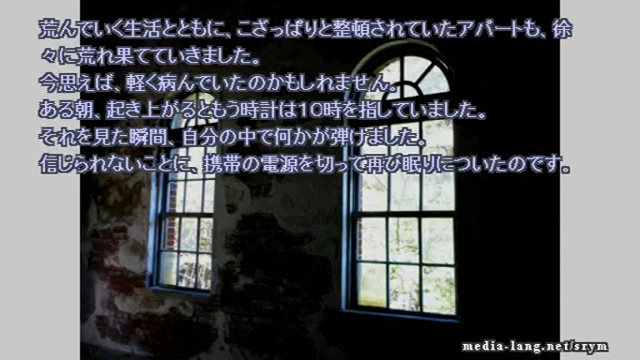 荒んでいく生活とともに、こざっぱりと整頓されていたアパートも、徐
々に荒れ果てていきました。
今思えば、軽く病んでいたのかもしれません。
ある朝、起き上がるともう時計は10時を指していました。
それを見た瞬間、自分の中で何かが弾けました。
信じられないことに、携帯の電源を切って再び眠りについたのです。
media-lang.net/srym